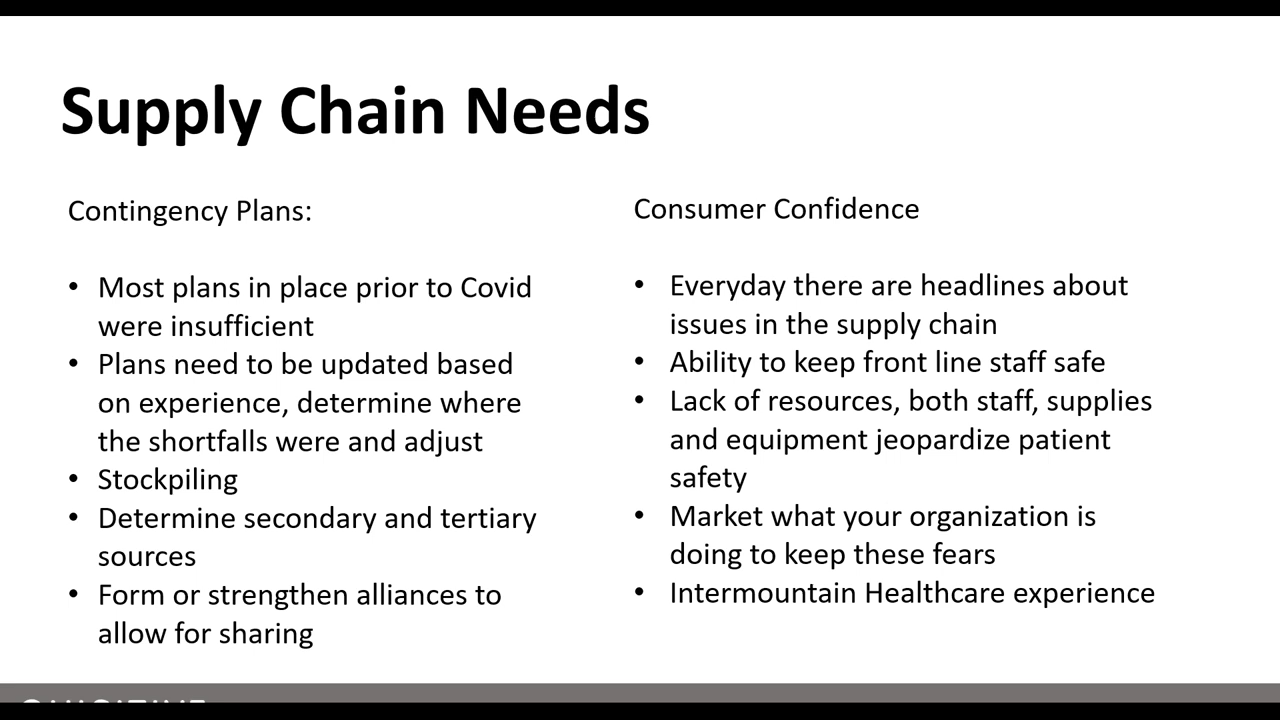 Supply Chain Needs
Contingency Plans:
• Most plans in place prior to Covid
were insufficient
• Plans need to be updated based
on experience, determine where
the shortfalls were and adjust
• Stockpiling
• Determine secondary and tertiary
sources
• Form or strengthen alliances to
allow for sharing
Consumer Confidence
• Everyday there are headlines about
issues in the supply chain
• Ability to keep front line staff safe
• Lack of resources, both staff, supplies
and equipment jeopardize patient
safety
• Market what your organization is
doing to keep these fears
• Intermountain Healthcare experience